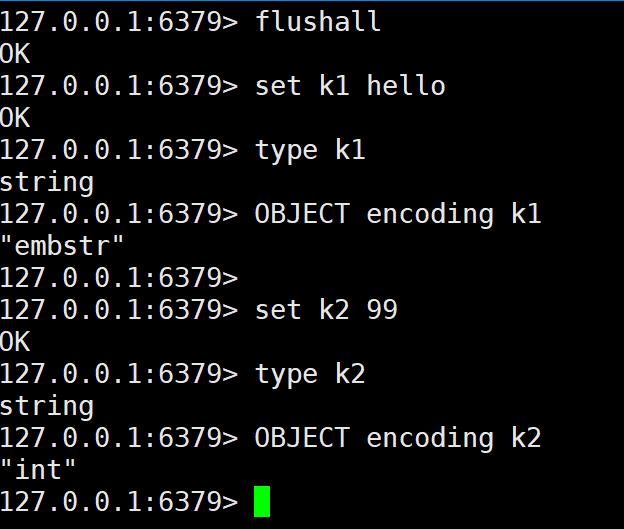 127.0.0.1:6379> flushall
OK
127.0.0.1:6379> set k1 hello
OK
127.0.0.1:6379> type k1
string
127.0.0.1:6379> OBJECT encoding k1
"embstr"
127.0.0.1:6379>
127.0.0.1:6379> set k2 99
OK
127.0.0.1:6379> type k2
string
127.0.0.1:6379> OBJECT encoding k2
"int"
127.0.0.1:6379>